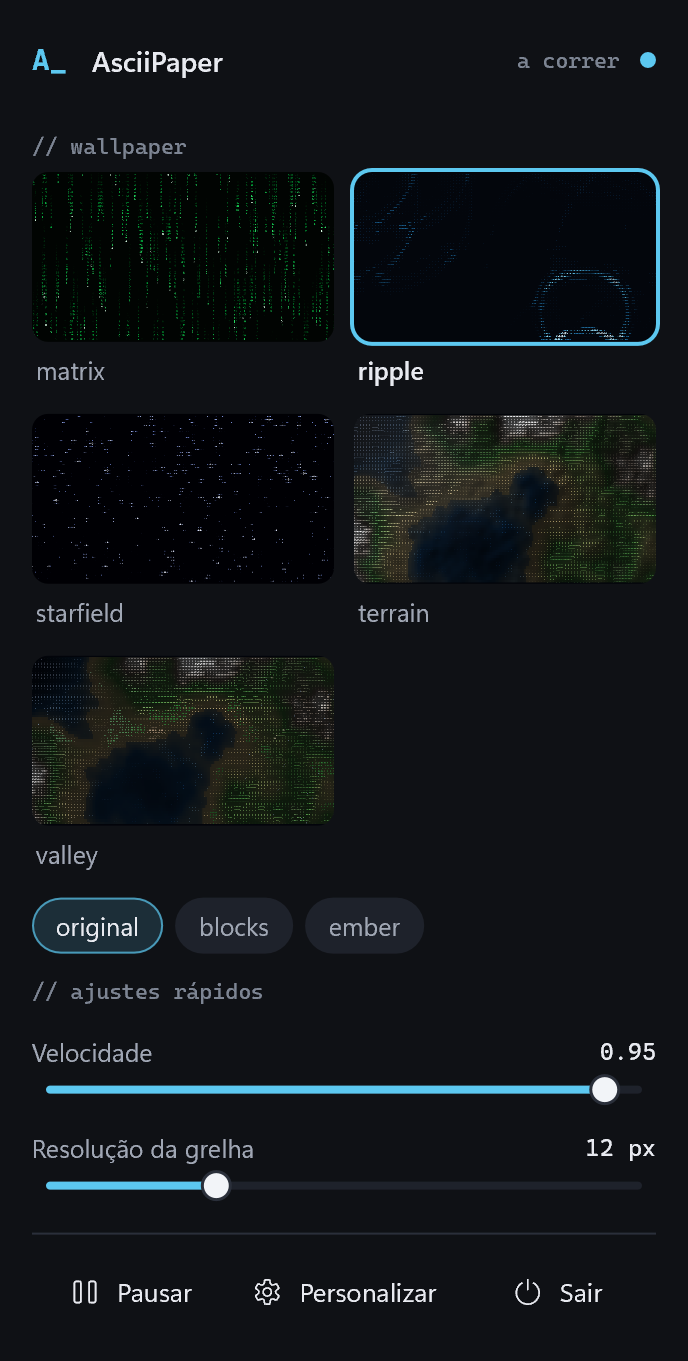 A_ AsciiPaper a correr
// wallpaper
matrix ripple
starfield terrain
valley
original blocks ember
// ajustes rápidos
Velocidade 0.95
Resolução da grelha 12 px
Pausar Personalizar Sair